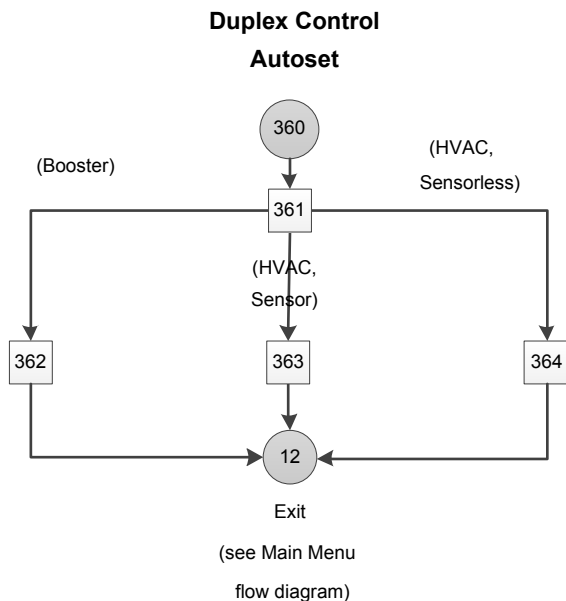 Duplex Control
Autoset
360
(Booster)
(HVAC,
Sensorless)
361
(HVAC,
Sensor)
362
363
364
12
Exit
(see Main Menu
flow diagram)